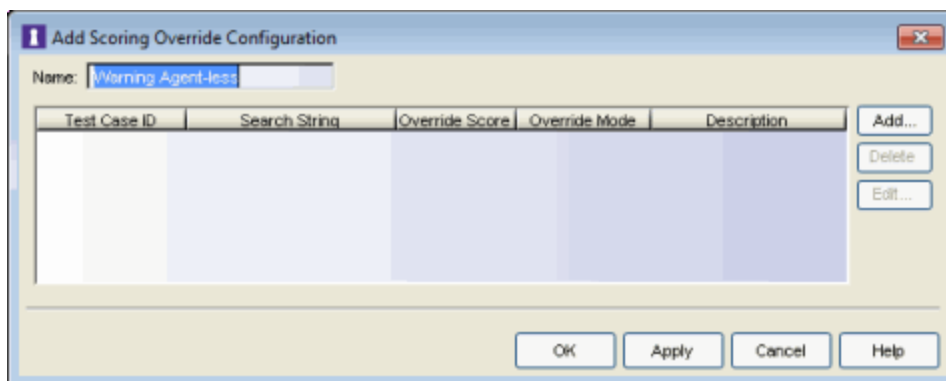 Add Scoring Override Configuration
Name: Warning Agent-less
Test Case ID Search String Override Score Override Mode Description
Add...
Delete
Edit...
OK Apply Cancel Help